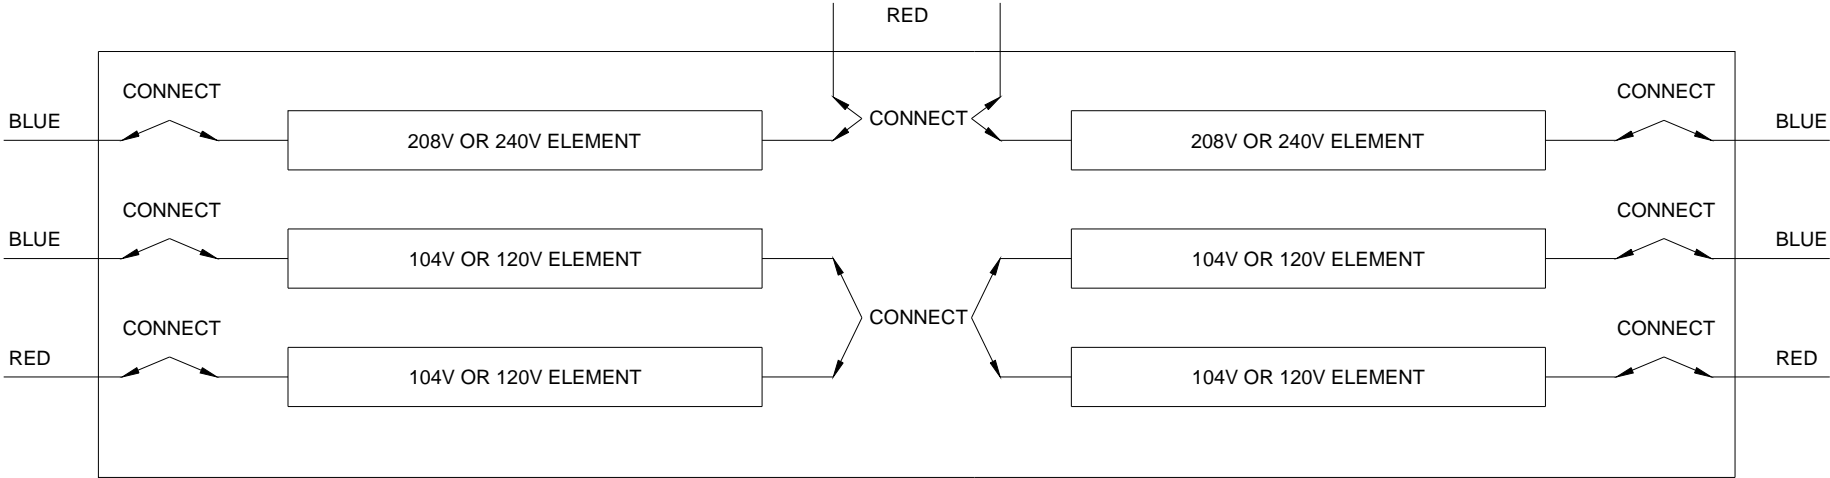 RED
CONNECT CONNECT
BLUE CONNECT BLUE
208V OR 240V ELEMENT 208V OR 240V ELEMENT
CONNECT CONNECT
BLUE BLUE
104V OR 120V ELEMENT 104V OR 120V ELEMENT
CONNECT CONNECT CONNECT
RED RED
104V OR 120V ELEMENT 104V OR 120V ELEMENT